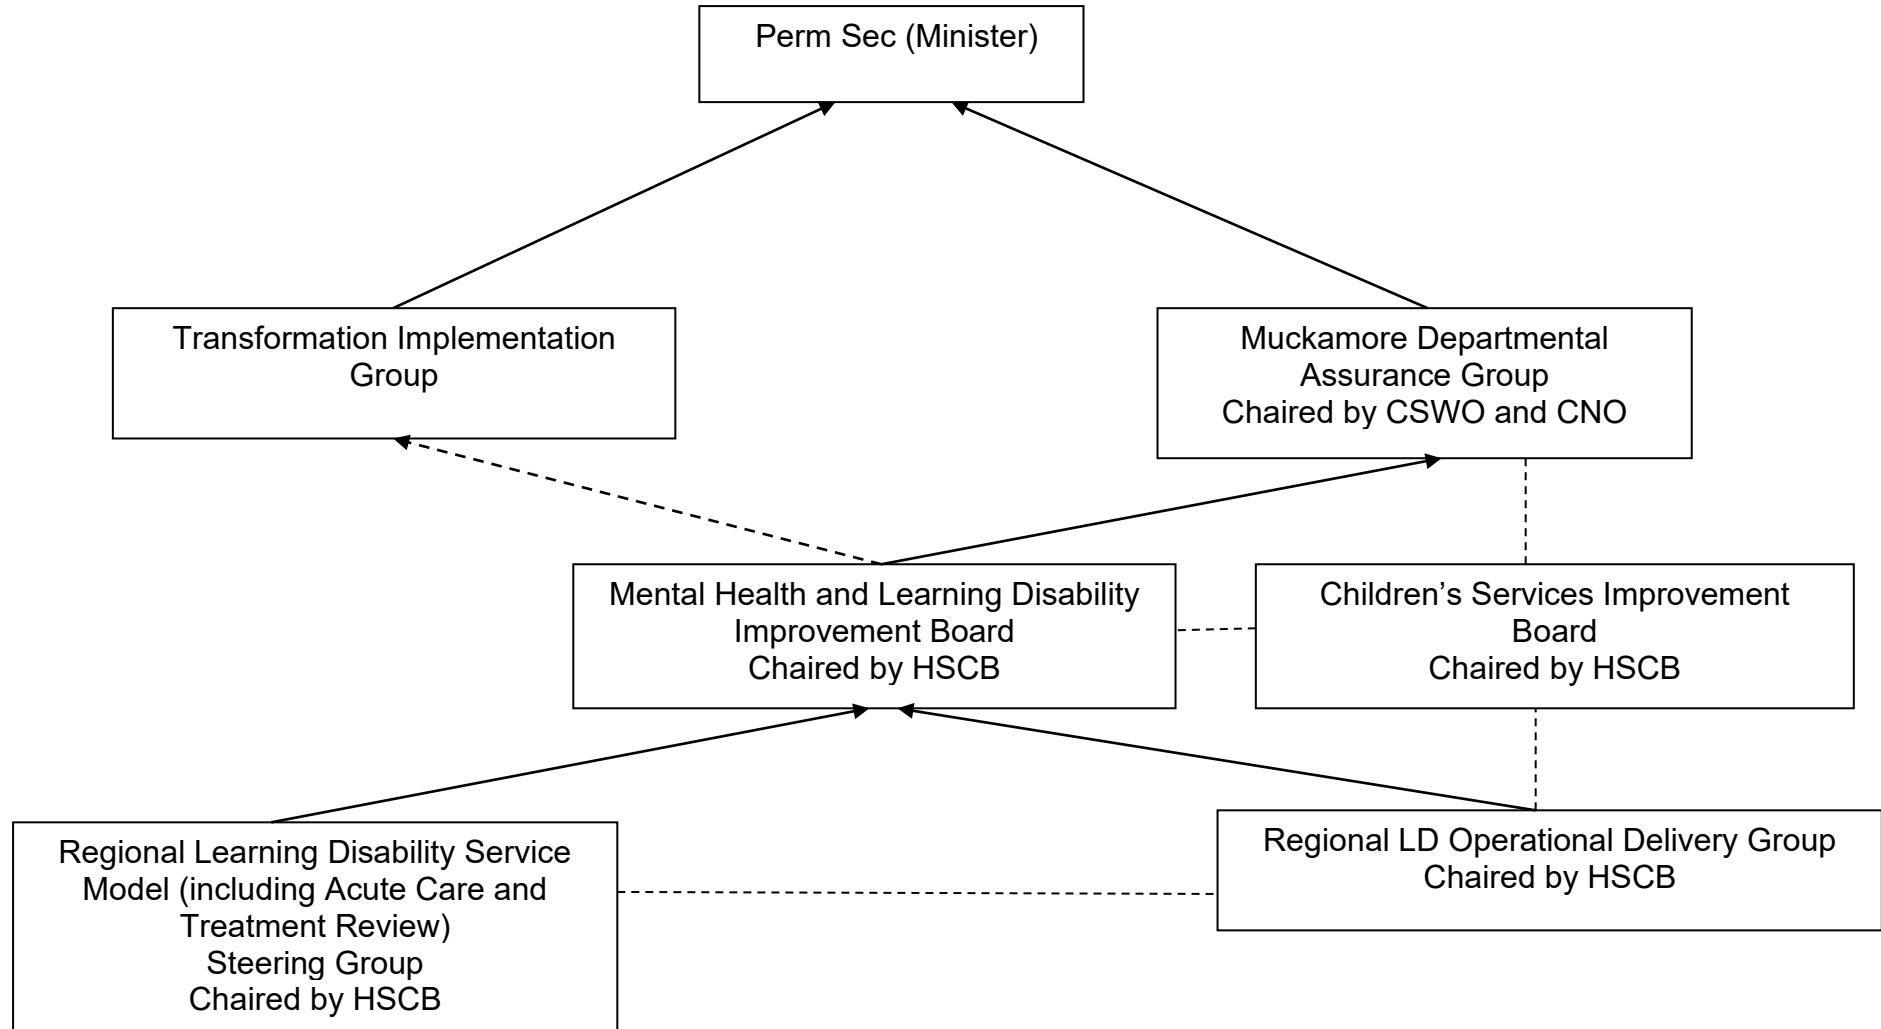 Perm Sec (Minister)
Transformation Implementation
Group
Muckamore Departmental
Assurance Group
Chaired by CSWO and CNO
Mental Health and Learning Disability
Improvement Board
Chaired by HSCB
Children’s Services Improvement
Board
Chaired by HSCB
Regional Learning Disability Service
Model (including Acute Care and
Treatment Review)
Steering Group
Chaired by HSCB
Regional LD Operational Delivery Group
Chaired by HSCB